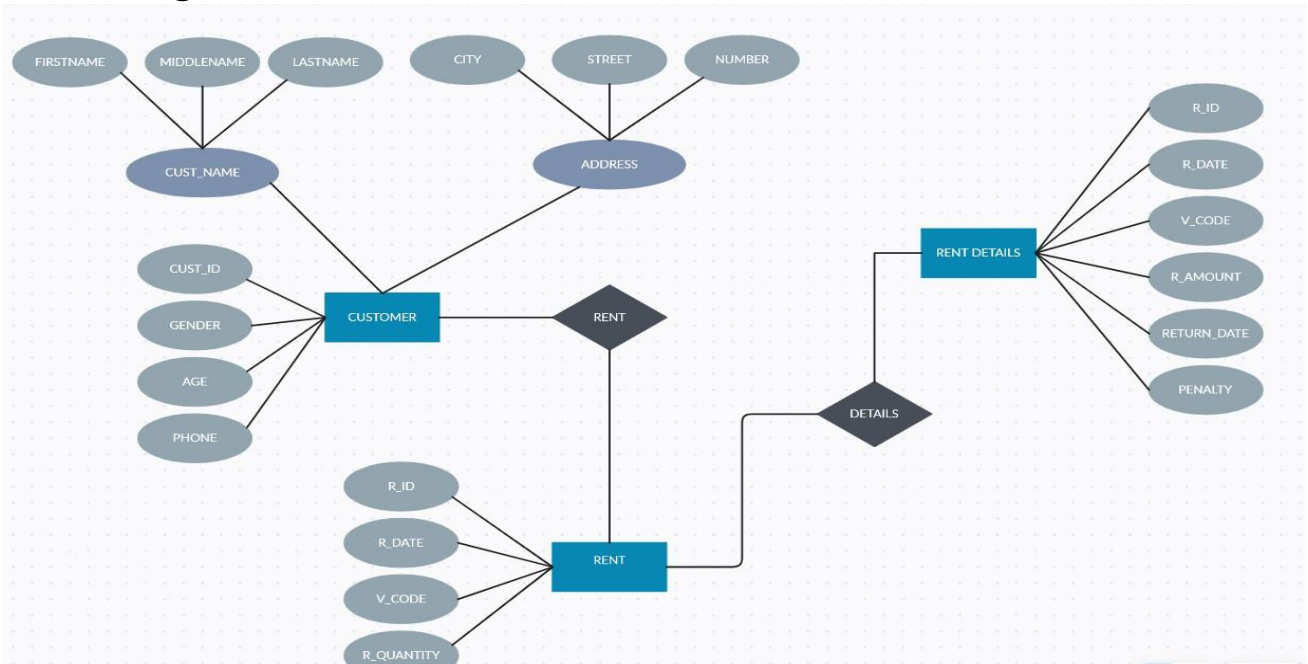 FIRSTNAME
MIDDLENAME
LASTNAME
CITY
STREET
NUMBER
CUST_NAME
ADDRESS
CUST_ID
GENDER
AGE
PHONE
CUSTOMER
RENT
R_ID
R_DATE
V_CODE
R_QUANTITY
RENT
DETAILS
RENT DETAILS
R_ID
R_DATE
V_CODE
R_AMOUNT
RETURN_DATE
PENALTY